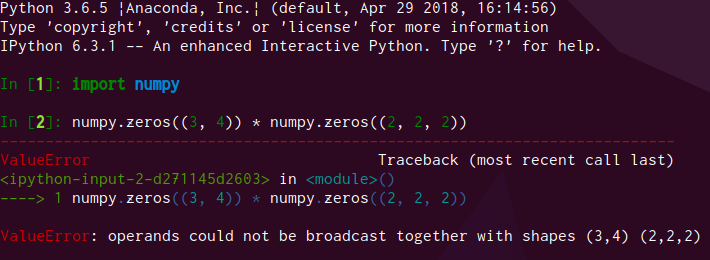 Python 3.6.5 |Anaconda, Inc.| (default, Apr 29 2018, 16:14:56)
Type 'copyright', 'credits' or 'license' for more information
IPython 6.3.1 -- An enhanced Interactive Python. Type '?' for help.
In [1]: import numpy
In [2]: numpy.zeros((3, 4)) * numpy.zeros((2, 2, 2))
---------------------------------------------------------------------------
ValueError                                Traceback (most recent call last)
<ipython-input-2-d271145d2603> in <module>()
----> 1 numpy.zeros((3, 4)) * numpy.zeros((2, 2, 2))
ValueError: operands could not be broadcast together with shapes (3,4) (2,2,2)